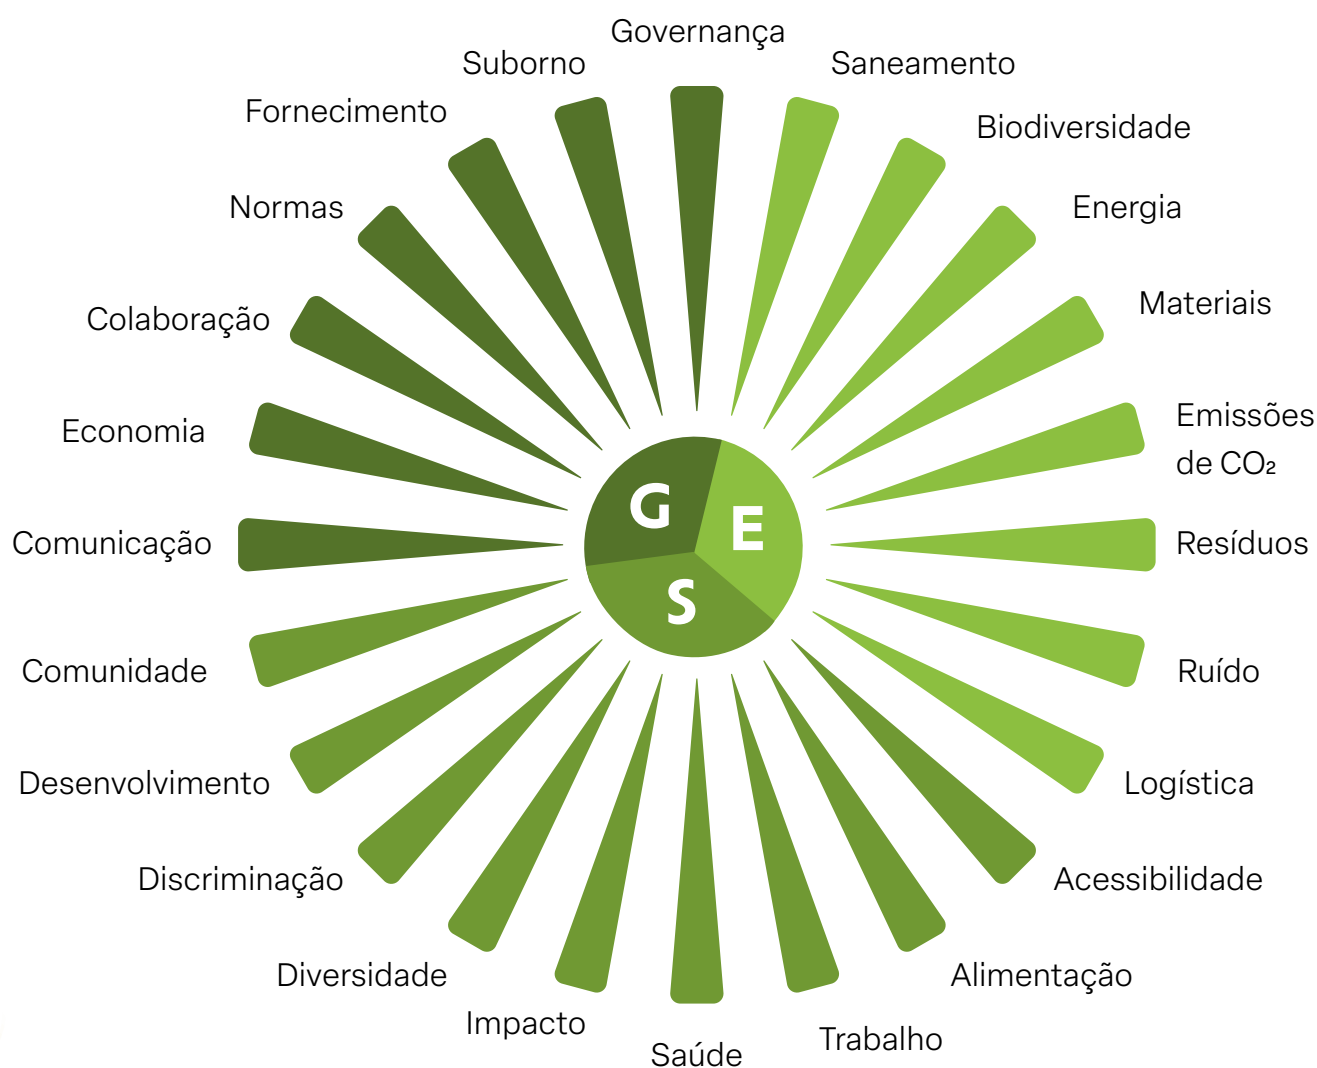 Governança
Saneamento
Biodiversidade
Energia
Materiais
Emissões
de CO₂
Resíduos
Ruído
Logística
Acessibilidade
Alimentação
Trabalho
Saúde
Impacto
Diversidade
Discriminação
Desenvolvimento
Comunidade
Comunicação
Economia
Colaboração
Normas
Fornecimento
Suborno
G
E
S